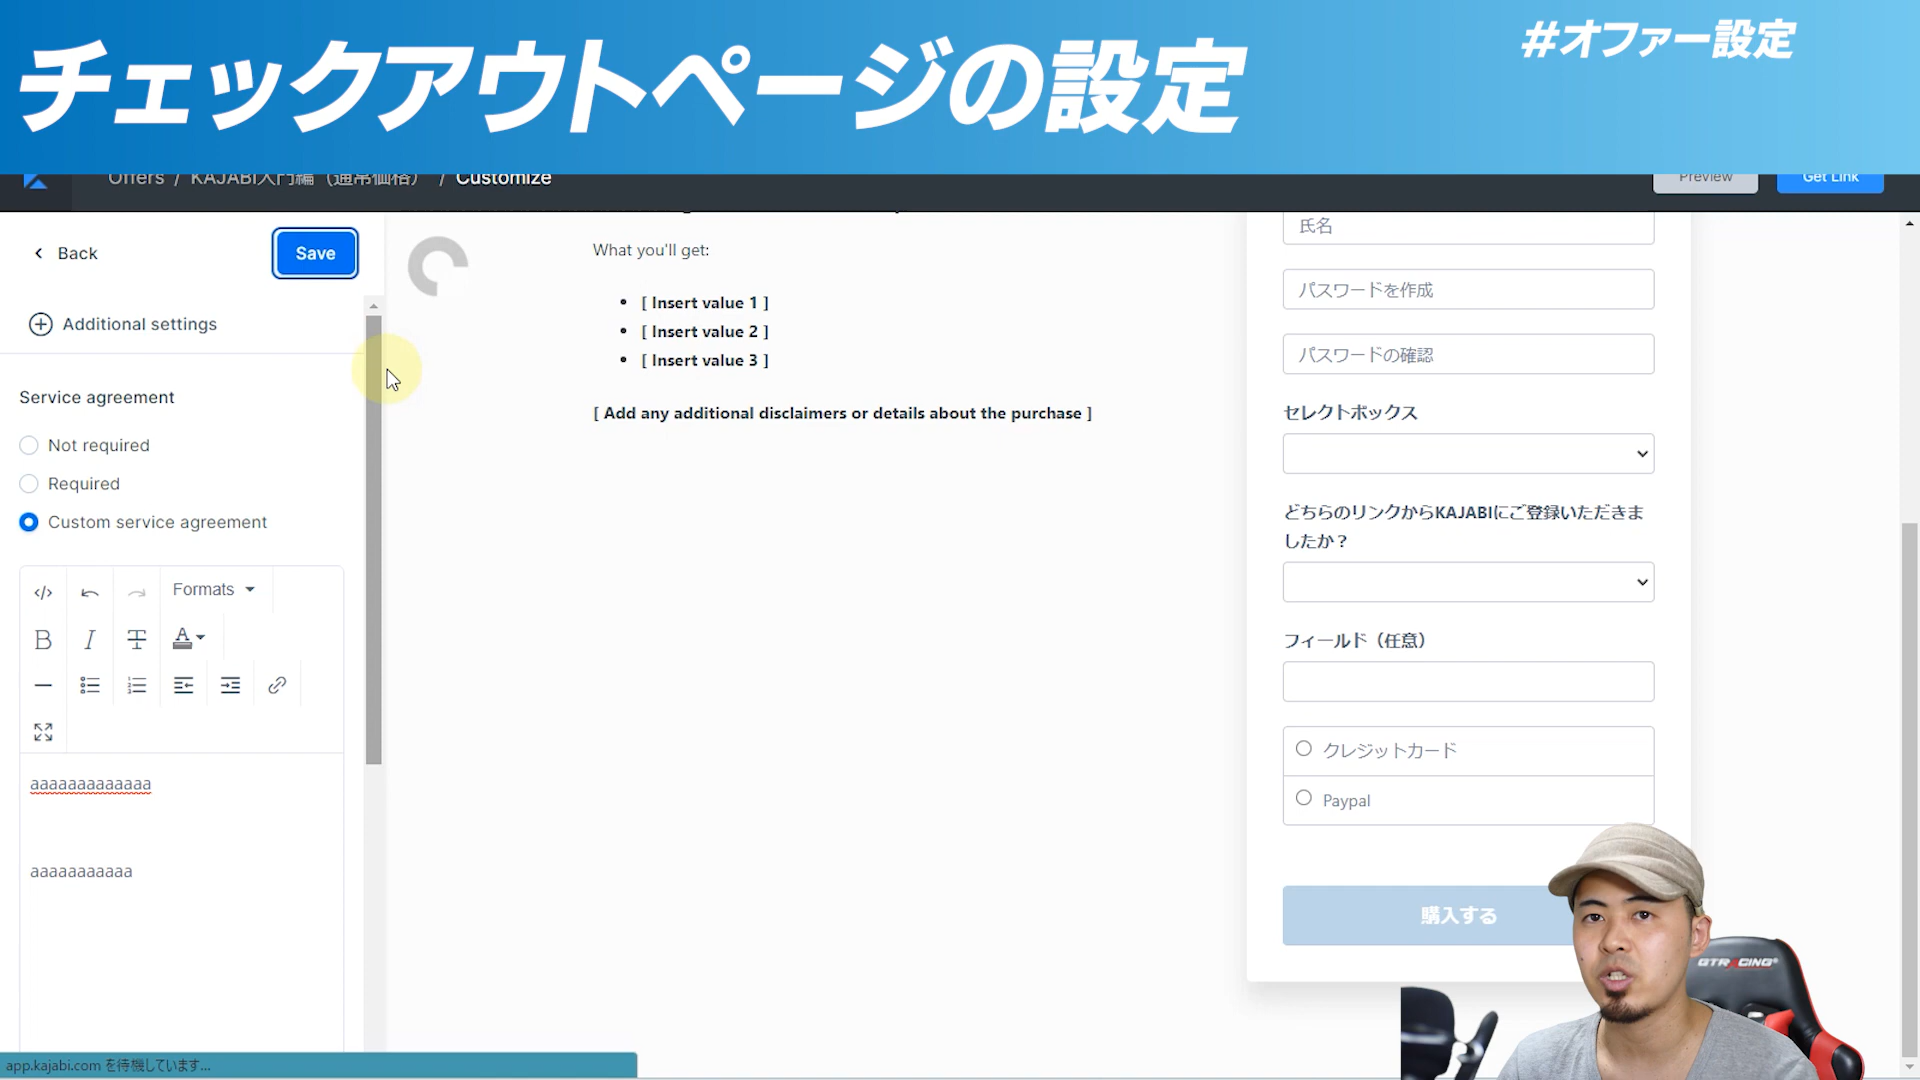 チェックアウトページの設定
#オファー設定
Offers / KAJABI入門編（通常価格） / Customize
Preview
Get Link
Back
Save
Additional settings
Service agreement
Not required
Required
Custom service agreement
Formats
aaaaaaaaaaaaa
aaaaaaaaaaa
What you'll get:
[ Insert value 1 ]
[ Insert value 2 ]
[ Insert value 3 ]
[ Add any additional disclaimers or details about the purchase ]
氏名
パスワードを作成
パスワードの確認
セレクトボックス
どちらのリンクからKAJABIにご登録いただきま
したか？
フィールド（任意）
クレジットカード
Paypal
購入する
GTRACING
app.kajabi.com を待機しています...